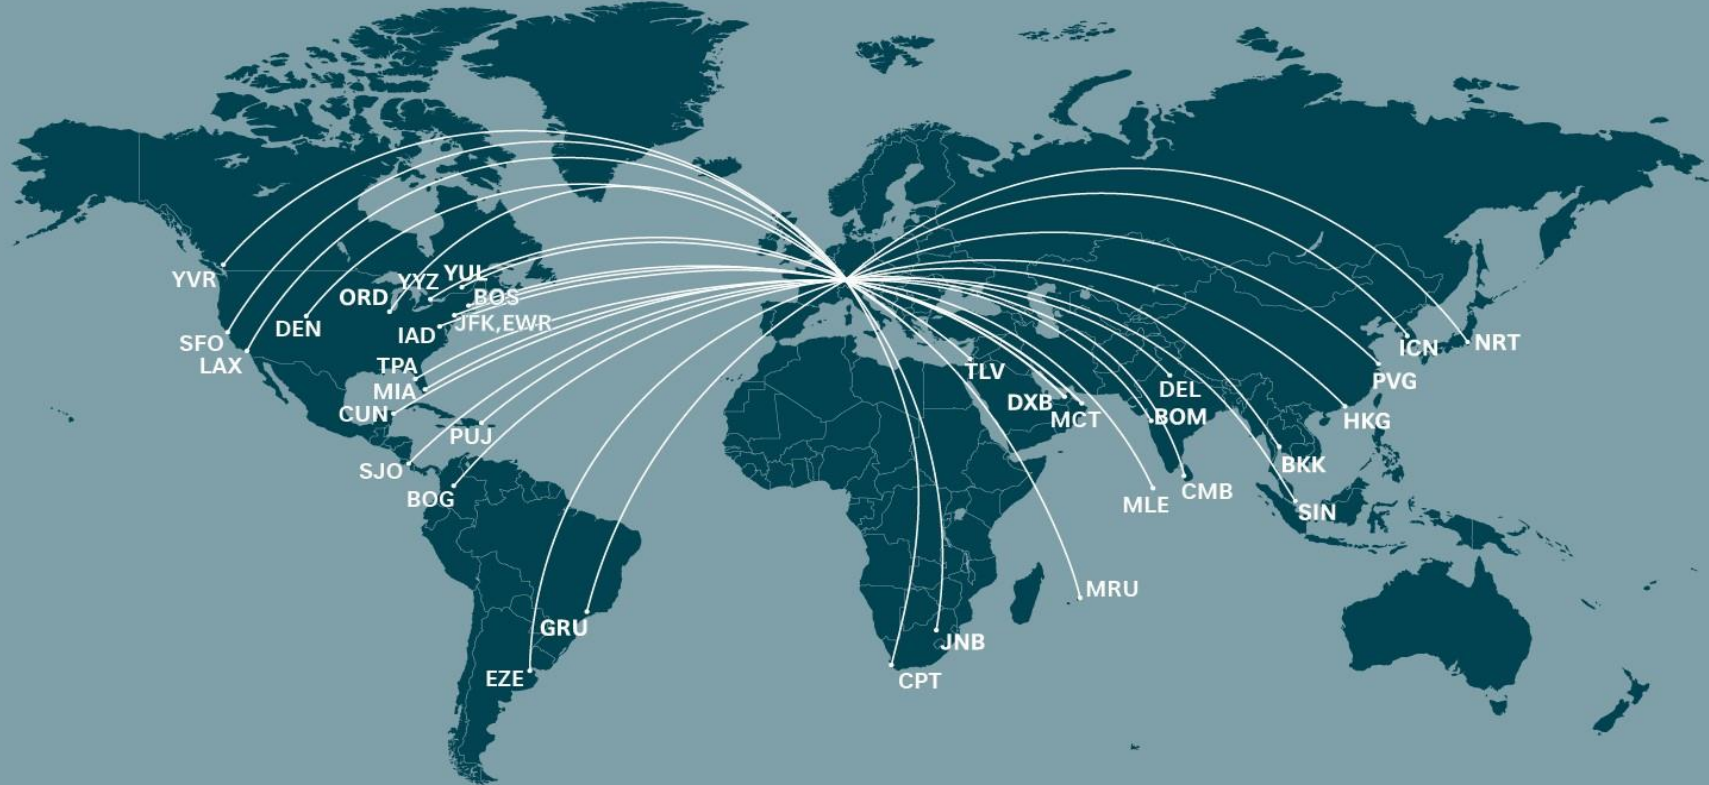 YVR
YYZ
YUL
ORD
BOS
DEN
JFK,EWR
IAD
SFO
LAX
TPA
MIA
CUN
PUJ
SJO
BOG
GRU
EZE
TLV
DXB
MCT
DEL
BOM
MLE
CMB
BKK
SIN
HKG
PVG
ICN
NRT
MRU
JNB
CPT